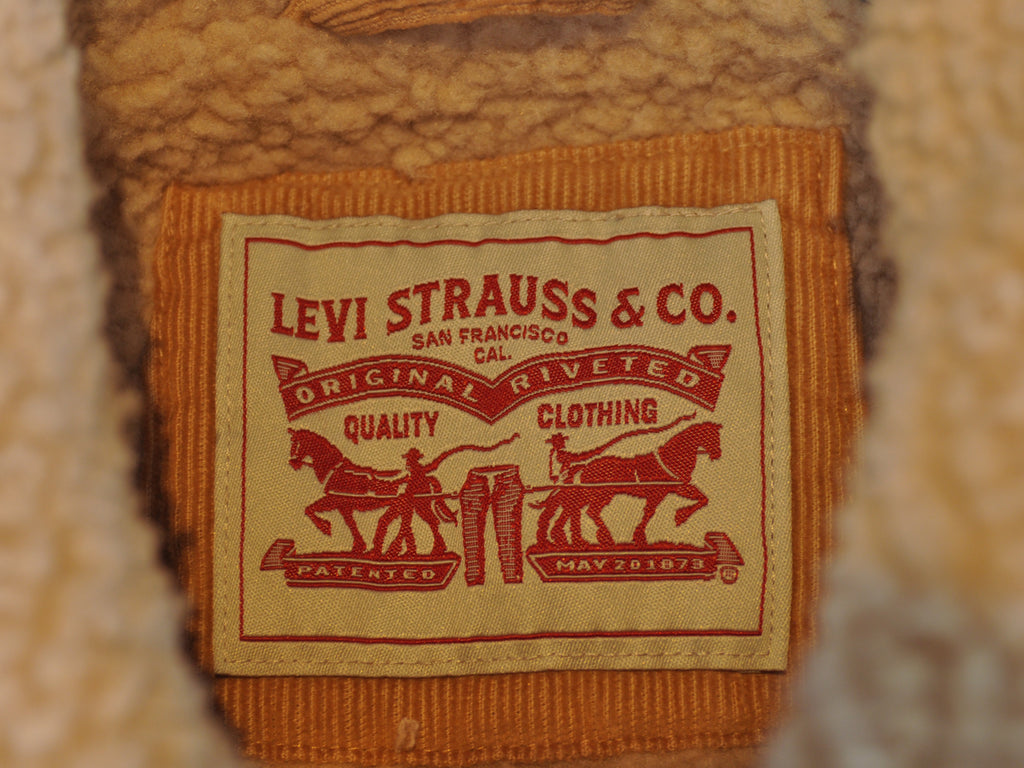 LEVI STRAUSS & CO.
SAN FRANCISCO
CAL.
ORIGINAL RIVETED
QUALITY CLOTHING
PATENTED MAY 20 1873 ®